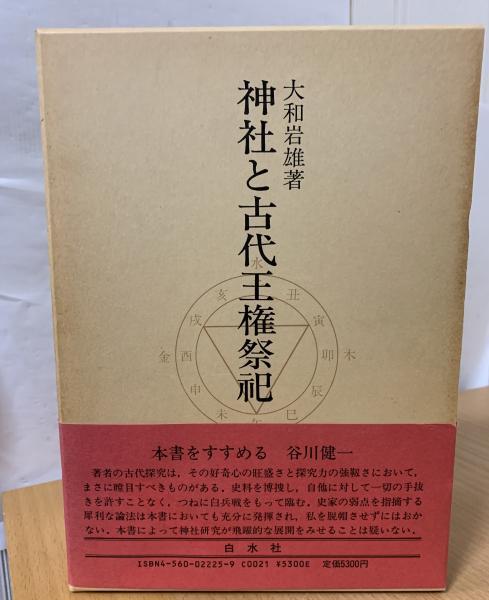 大和岩雄著
神社と古代王権祭祀
水
亥
丑
戌
寅
金
酉
卯
木
申
辰
未
巳
午
本書をすすめる 谷川健一
著者の古代探究は，その好奇心の旺盛さと探究力の強靱さにおいて，
まさに瞠目すべきものがある．史料を博捜し，自他に対して一切の手抜
きを許すことなく，つねに白兵戦をもって臨む．史家の弱点を指摘する
犀利な論法は本書においても充分に発揮され，私を脱帽させずにはおか
ない．本書によって神社研究が飛躍的な展開をみせることは疑いない．
白水社
ISBN4-560-02225-9 C0021 ¥5300E 定価5300円